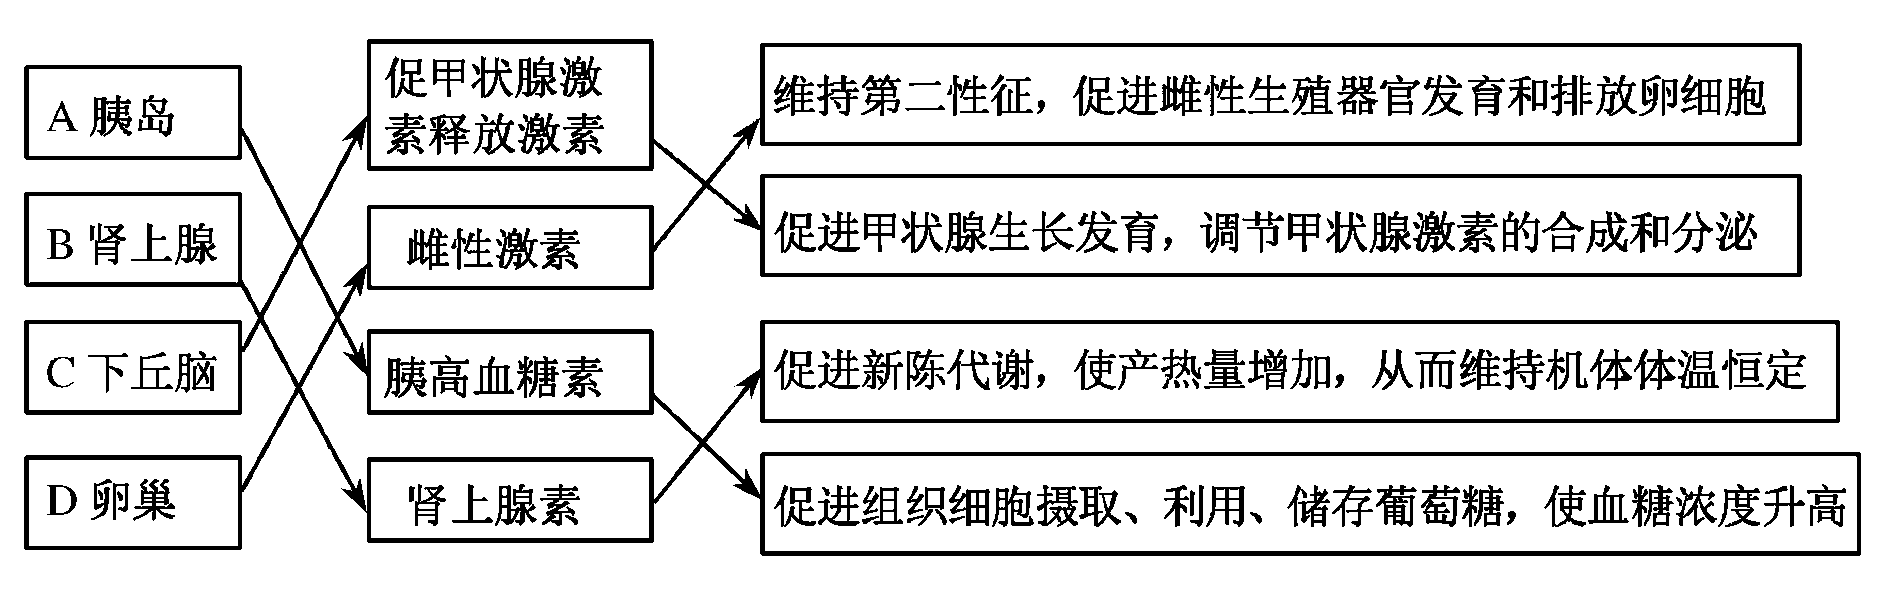 A 胰岛
B 肾上腺
C 下丘脑
D 卵巢
促甲状腺激
素释放激素
雌性激素
胰高血糖素
肾上腺素
维持第二性征，促进雌性生殖器官发育和排放卵细胞
促进甲状腺生长发育，调节甲状腺激素的合成和分泌
促进新陈代谢，使产热量增加，从而维持机体体温恒定
促进组织细胞摄取、利用、储存葡萄糖，使血糖浓度升高